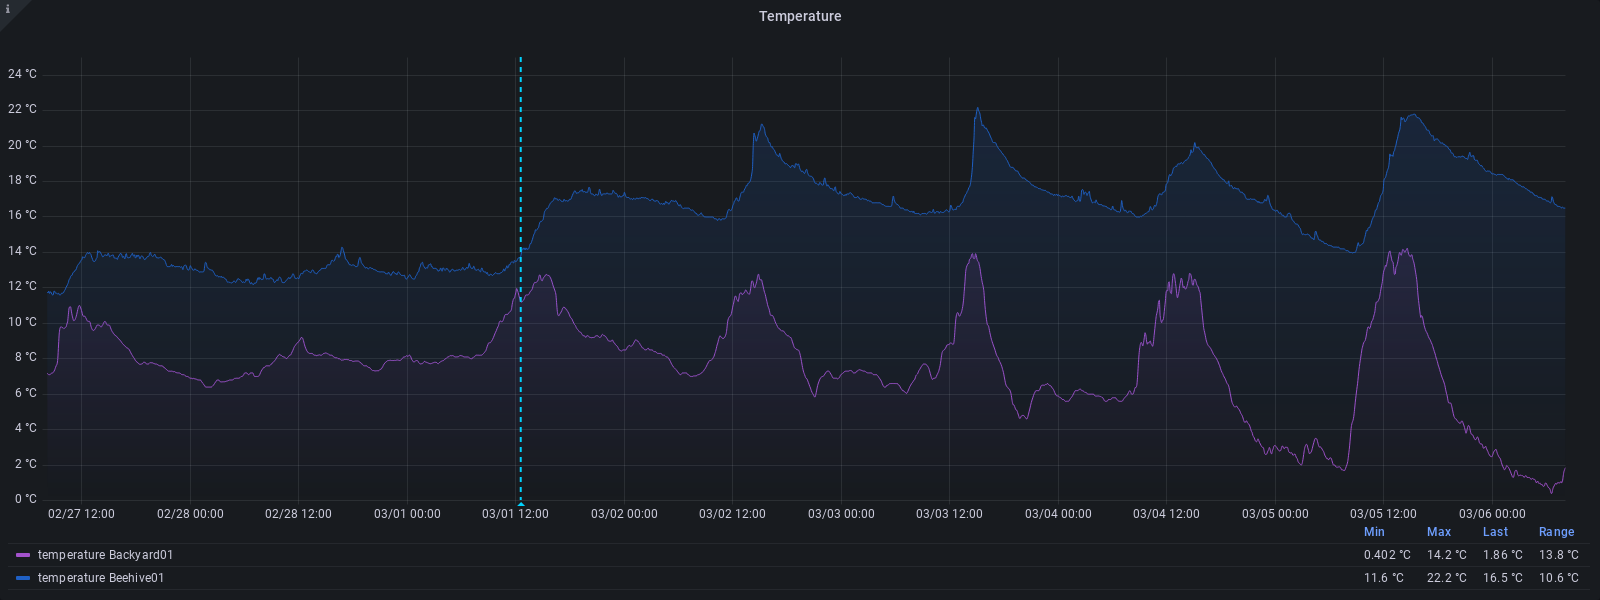 i
Temperature
24 °C
22 °C
20 °C
18 °C
16 °C
14 °C
12 °C
10 °C
8 °C
6 °C
4 °C
2 °C
0 °C
02/27 12:00 02/28 00:00 02/28 12:00 03/01 00:00 03/01 12:00 03/02 00:00 03/02 12:00 03/03 00:00 03/03 12:00 03/04 00:00 03/04 12:00 03/05 00:00 03/05 12:00 03/06 00:00
Min Max Last Range
temperature Backyard01 0.402 °C 14.2 °C 1.86 °C 13.8 °C
temperature Beehive01 11.6 °C 22.2 °C 16.5 °C 10.6 °C